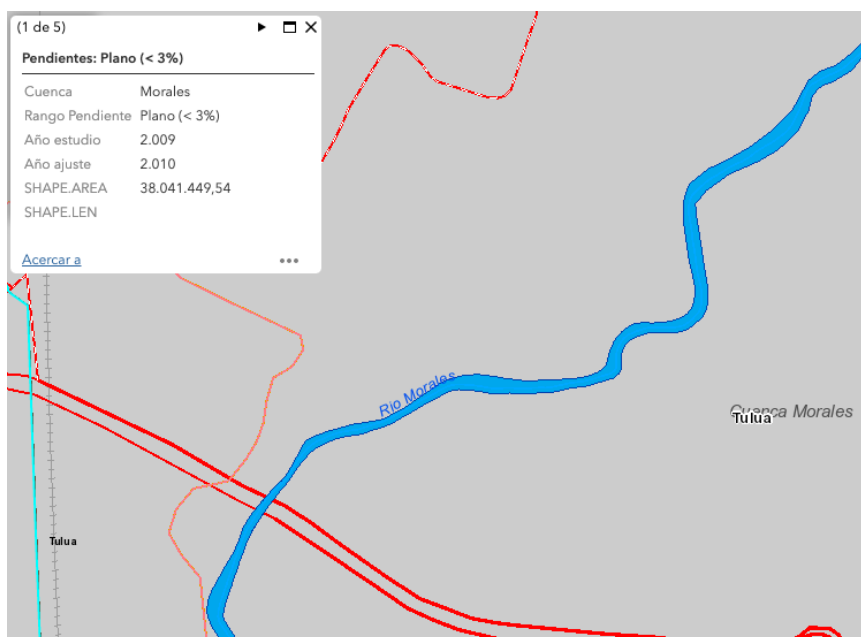 (1 de 5)
Pendientes: Plano (< 3%)
Cuenca Morales
Rango Pendiente Plano (< 3%)
Año estudio 2.009
Año ajuste 2.010
SHAPE.AREA 38.041.449,54
SHAPE.LEN
Acercar a
Rio Morales
Cuenca Morales
Tulua
Tulua